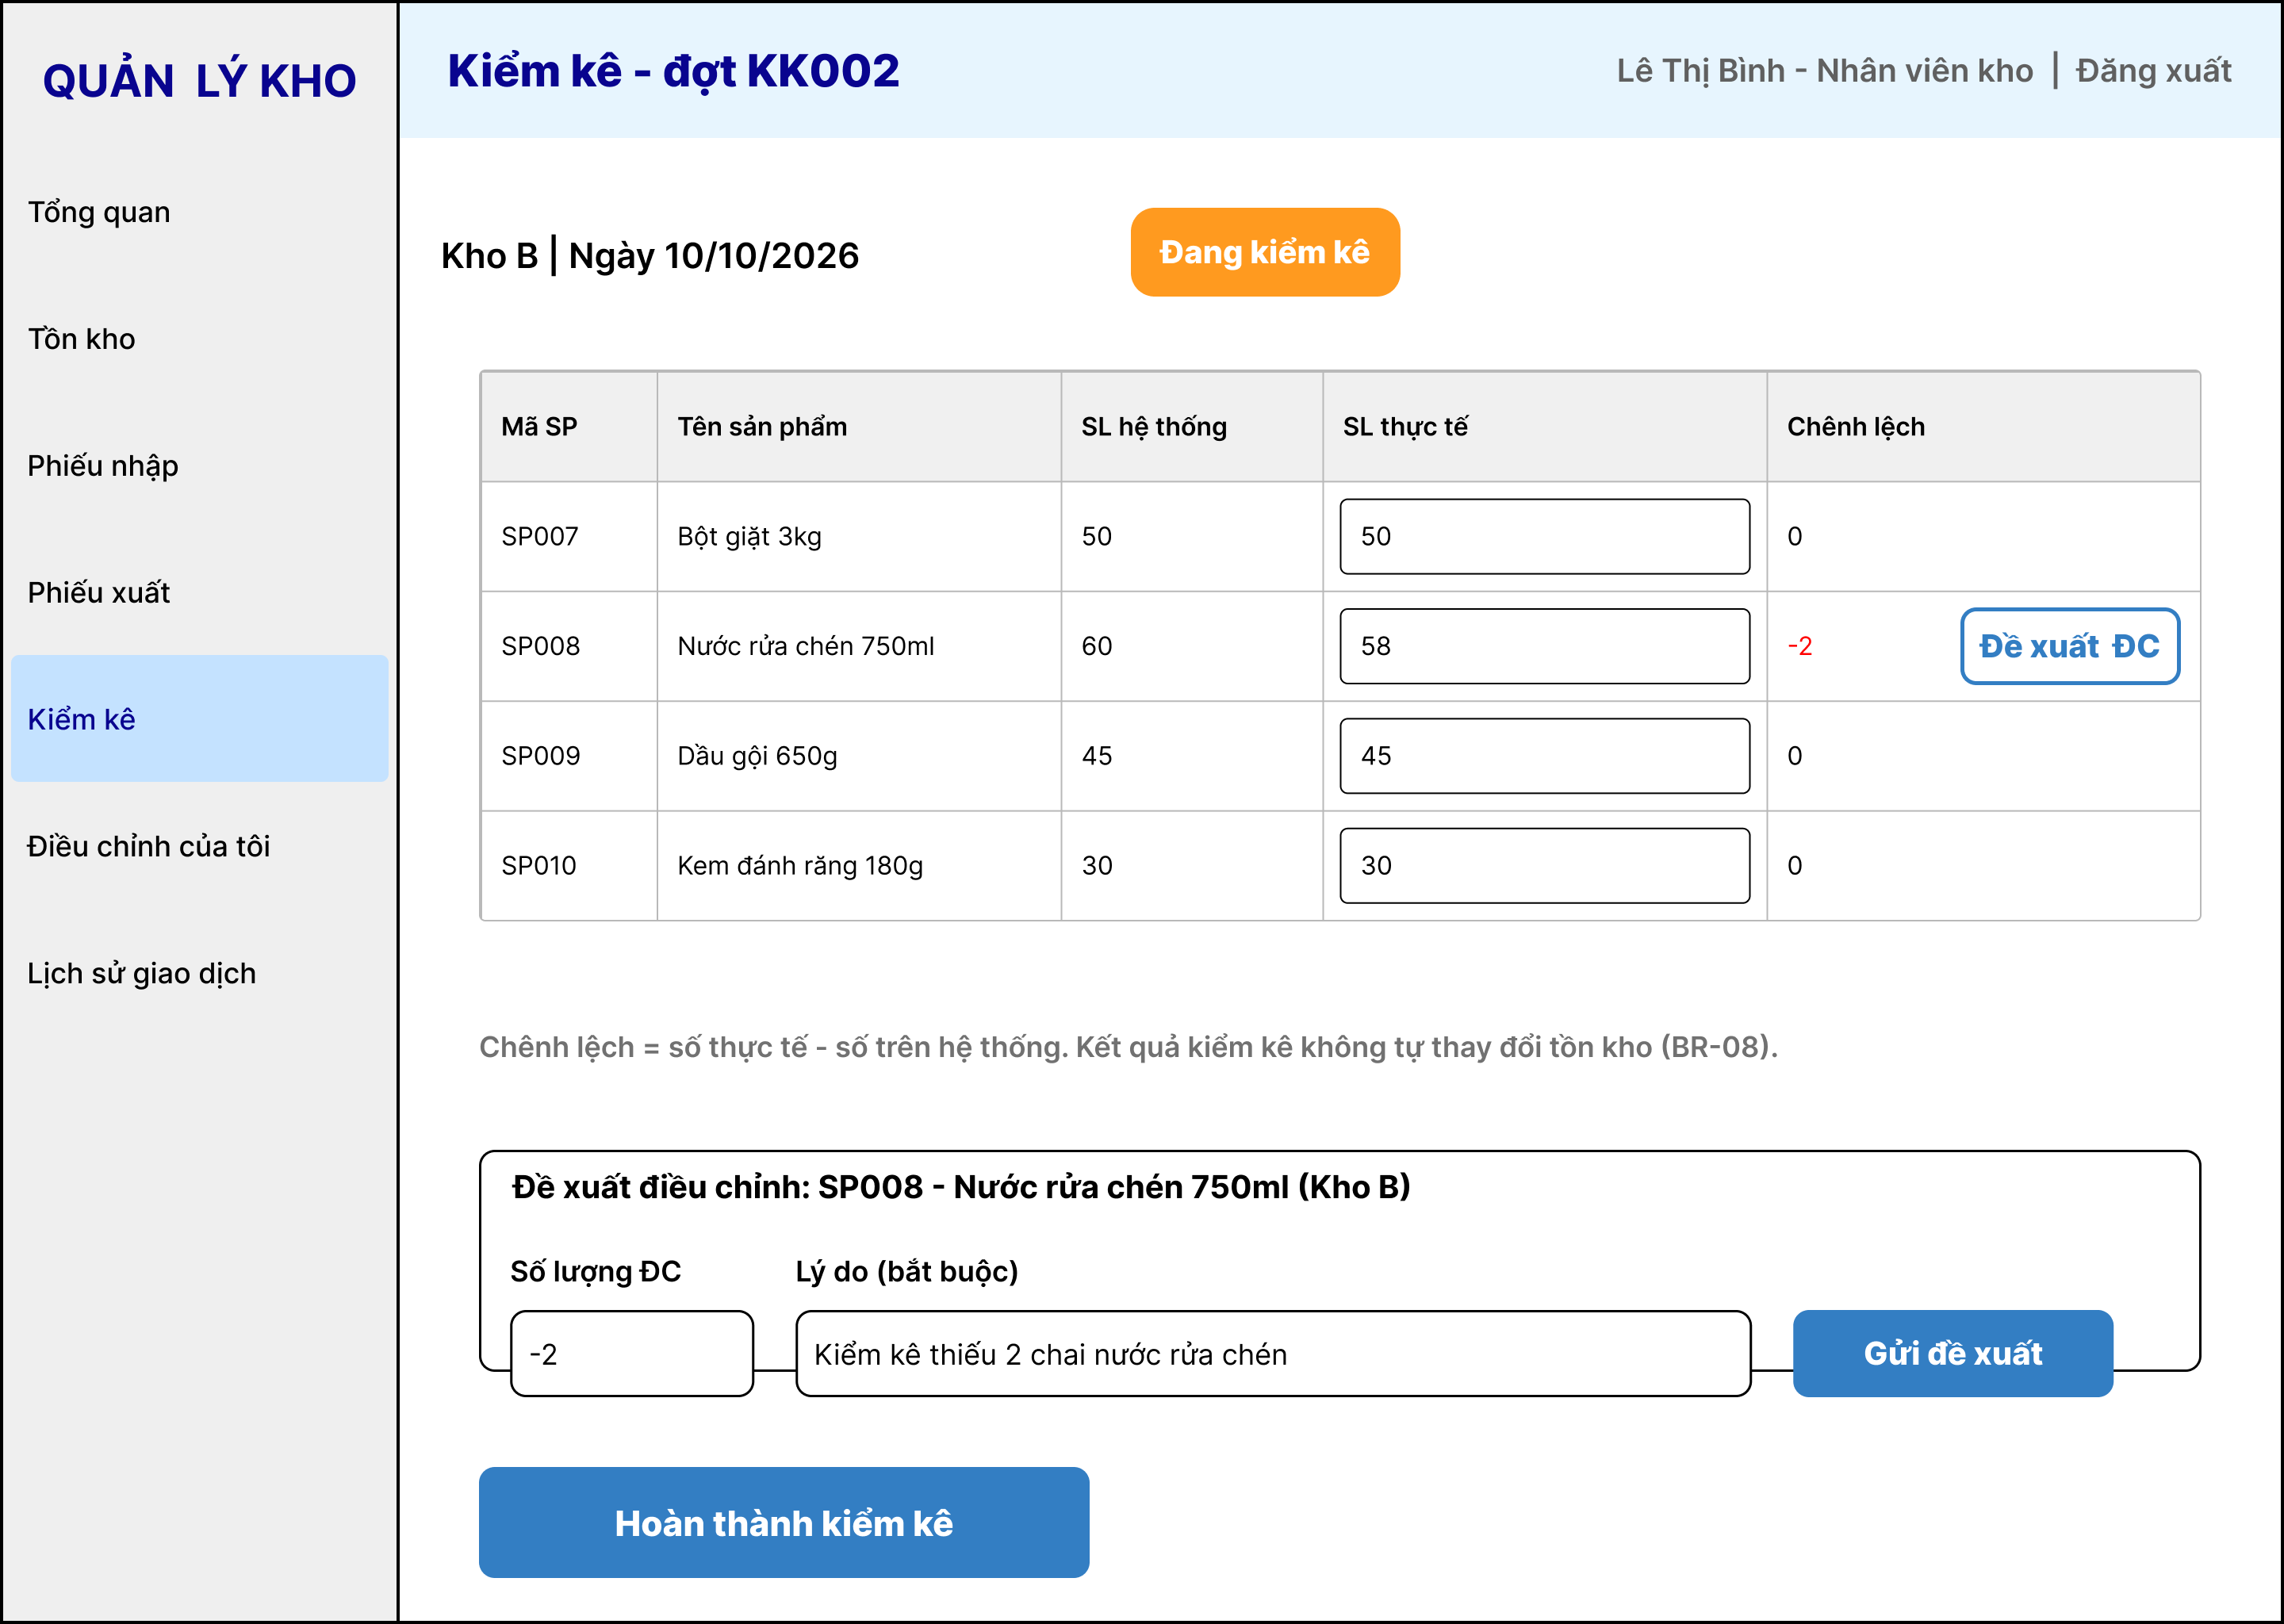 QUẢN LÝ KHO
Tổng quan
Tồn kho
Phiếu nhập
Phiếu xuất
Kiểm kê
Điều chỉnh của tôi
Lịch sử giao dịch
Kiểm kê - đợt KK002
Lê Thị Bình - Nhân viên kho | Đăng xuất
Kho B | Ngày 10/10/2026
Đang kiểm kê
Mã SP Tên sản phẩm SL hệ thống SL thực tế Chênh lệch
SP007 Bột giặt 3kg 50 50 0
SP008 Nước rửa chén 750ml 60 58 -2 Đề xuất ĐC
SP009 Dầu gội 650g 45 45 0
SP010 Kem đánh răng 180g 30 30 0
Chênh lệch = số thực tế - số trên hệ thống. Kết quả kiểm kê không tự thay đổi tồn kho (BR-08).
Đề xuất điều chỉnh: SP008 - Nước rửa chén 750ml (Kho B)
Số lượng ĐC Lý do (bắt buộc)
-2 Kiểm kê thiếu 2 chai nước rửa chén Gửi đề xuất
Hoàn thành kiểm kê